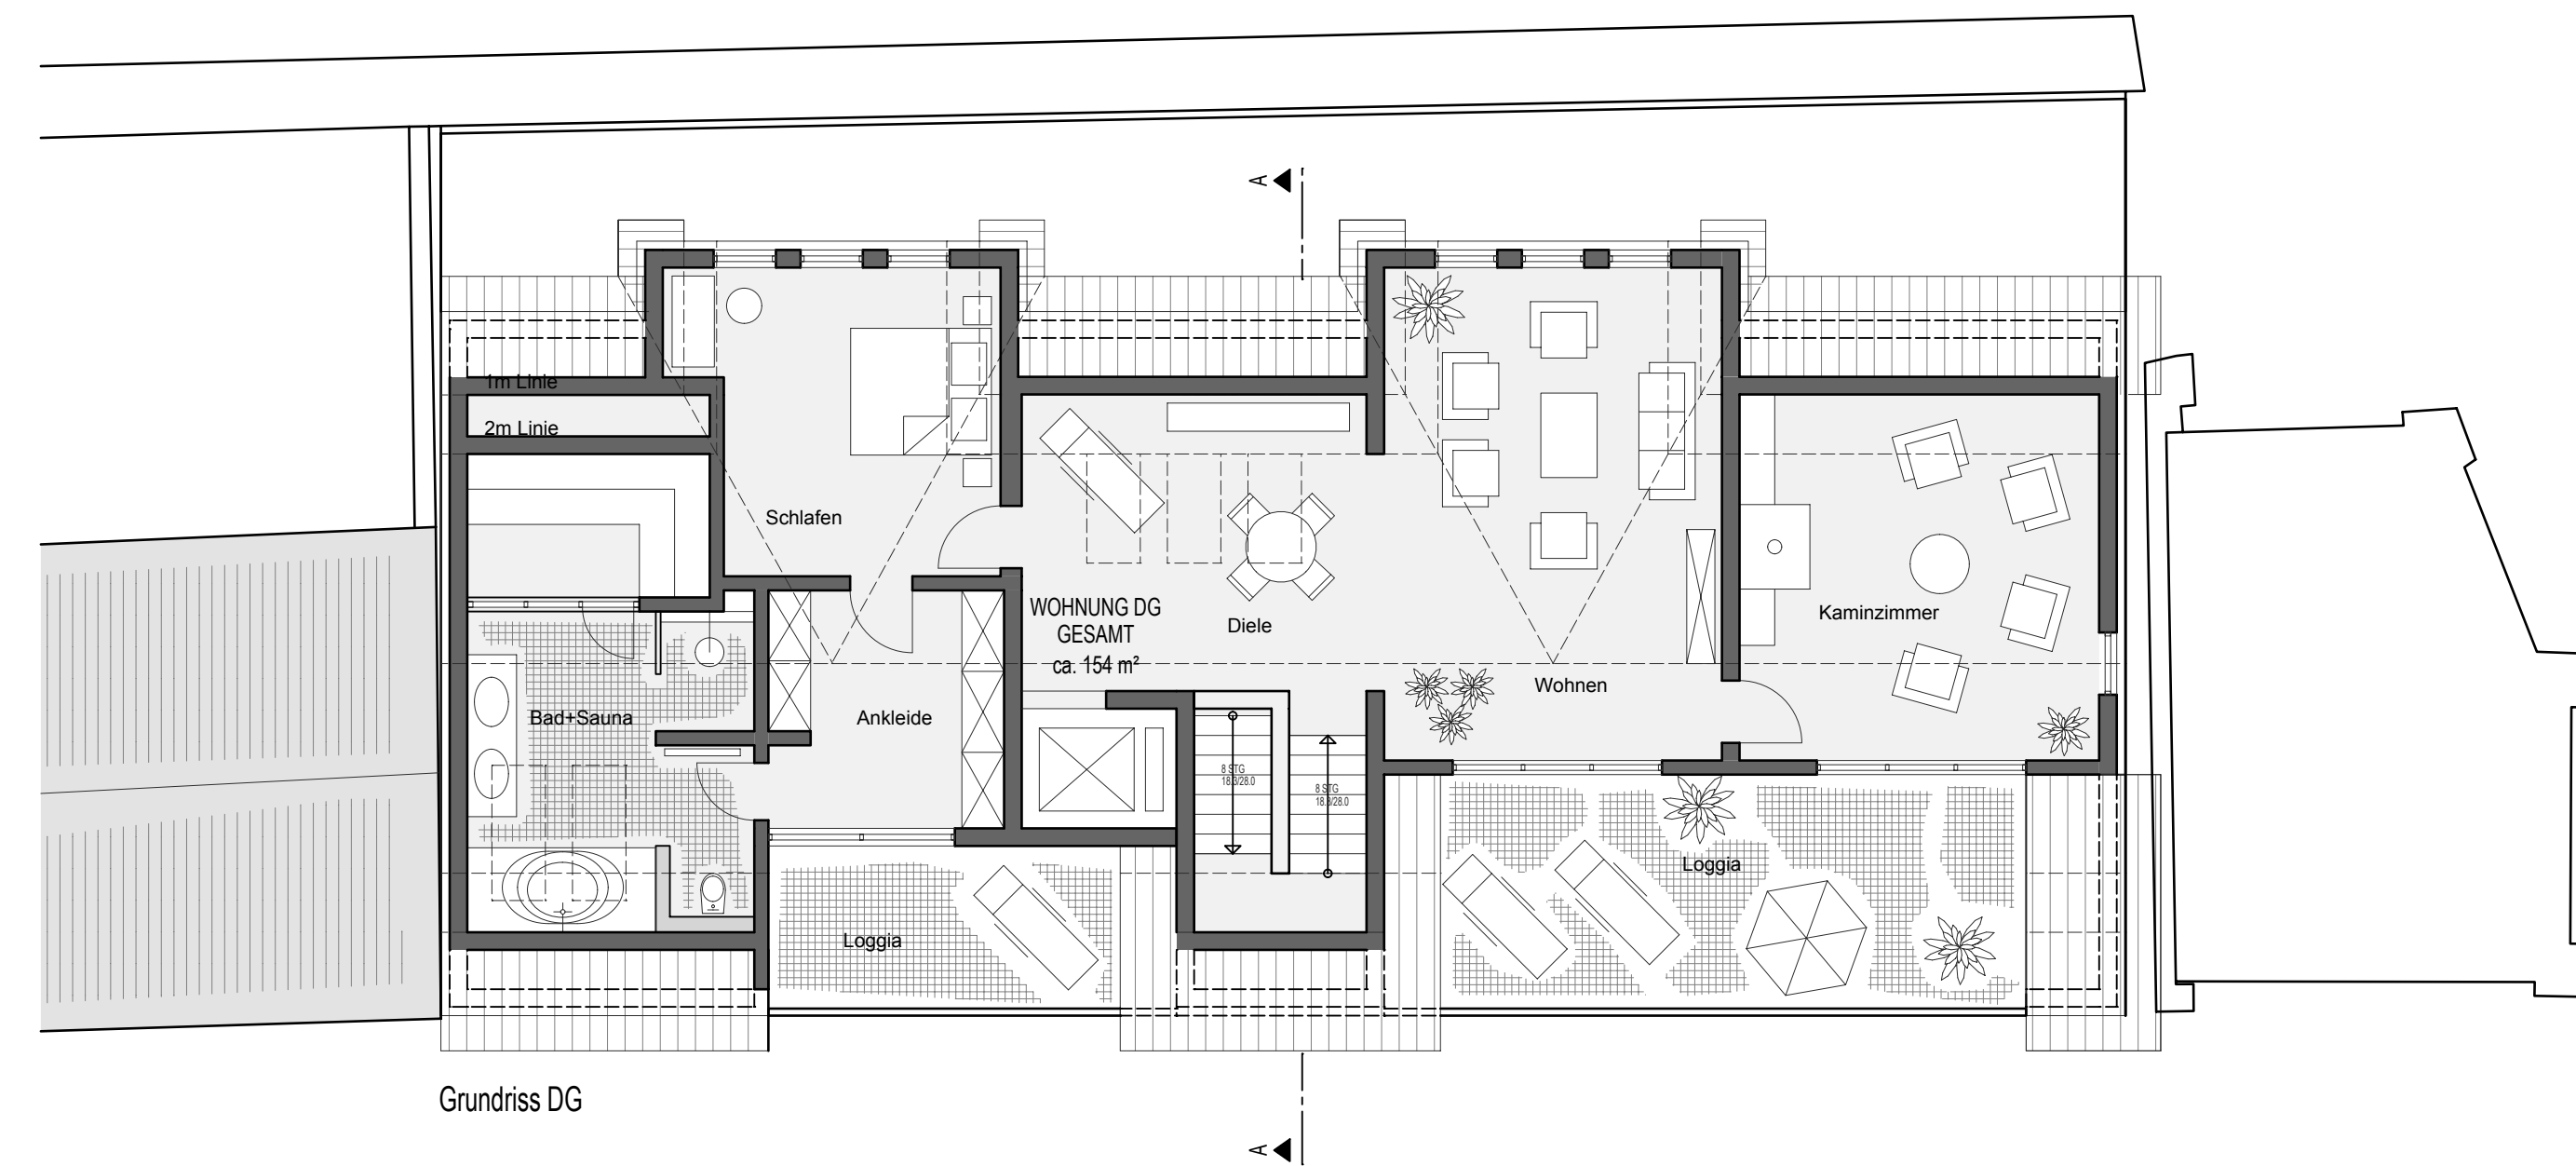 A
1m Linie
2m Linie
Schlafen
WOHNUNG DG
GESAMT
ca. 154 m²
Diele
Kaminzimmer
Wohnen
Bad+Sauna
Ankleide
8 STG
18.3/28.0
8 STG
18.3/28.0
Loggia
Loggia
Grundriss DG
A